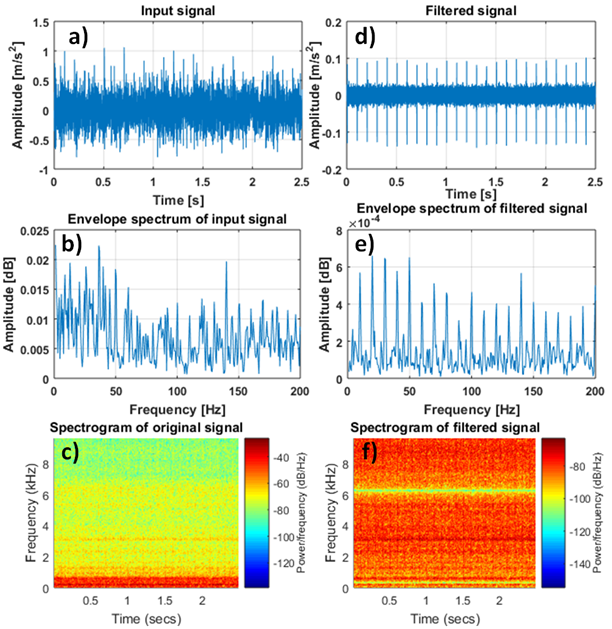 Input signal
a)
1.5
1
0.5
0
-0.5
-1
Amplitude [m/s²]
0 0.5 1 1.5 2 2.5
Time [s]
Filtered signal
d)
0.2
0.1
0
-0.1
-0.2
Amplitude [m/s²]
0 0.5 1 1.5 2 2.5
Time [s]
Envelope spectrum of input signal
b)
0.025
0.02
0.015
0.01
0.005
0
Amplitude [dB]
0 50 100 150 200
Frequency [Hz]
Envelope spectrum of filtered signal
×10⁻⁴
e)
8
6
4
2
0
Amplitude [dB]
0 50 100 150 200
Frequency [Hz]
Spectrogram of original signal
c)
8
6
4
2
0
Frequency (kHz)
0.5 1 1.5 2
Time (secs)
-40
-60
-80
-100
-120
Power/frequency (dB/Hz)
Spectrogram of filtered signal
f)
8
6
4
2
0
Frequency (kHz)
0.5 1 1.5 2
Time (secs)
-80
-100
-120
-140
Power/frequency (dB/Hz)